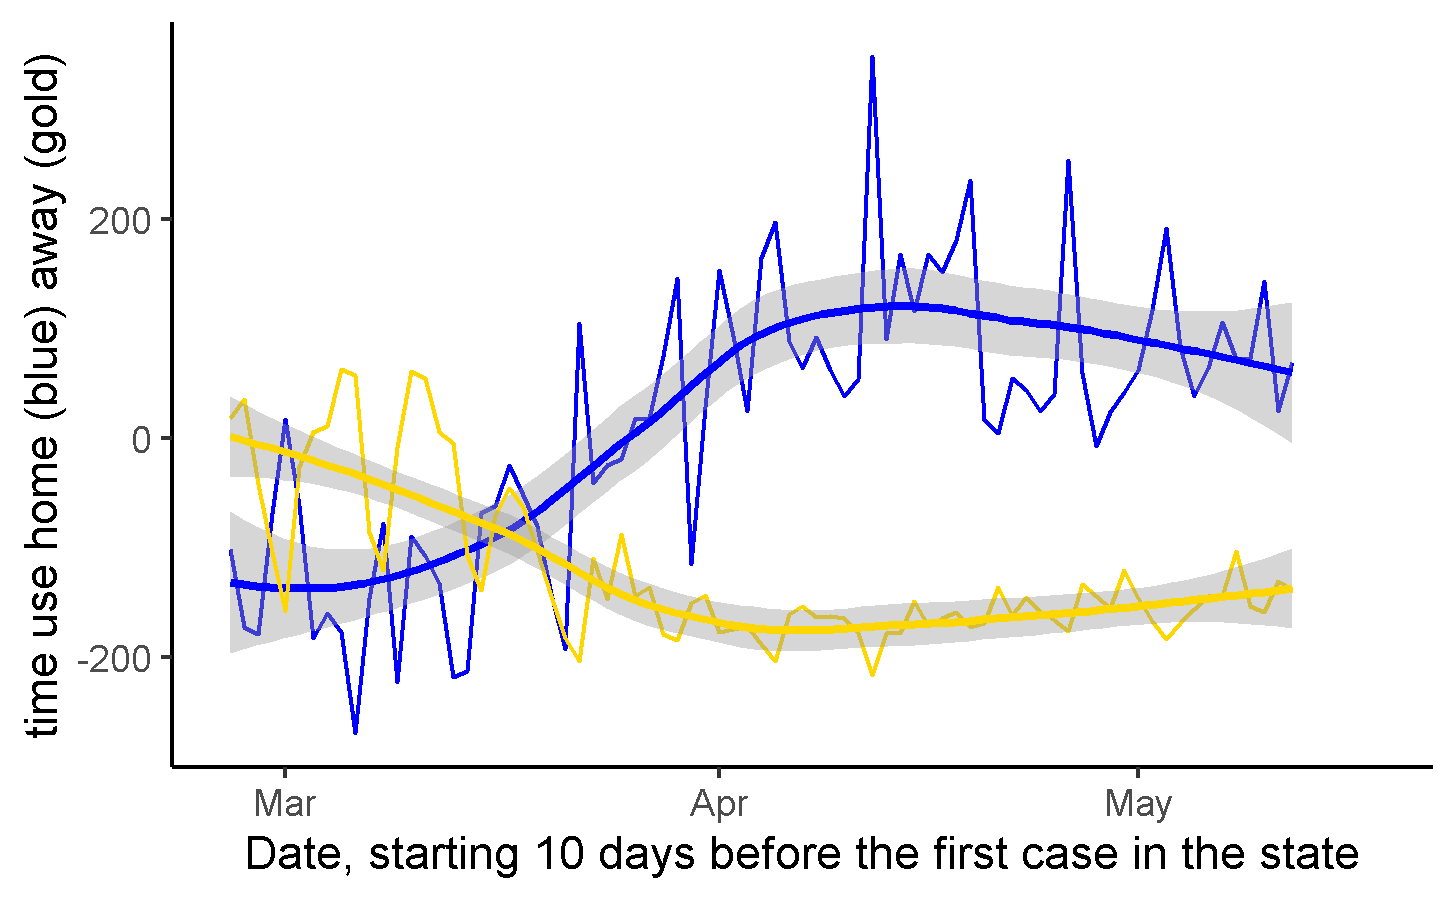 time use home (blue) away (gold)
200
0
-200
Mar Apr May
Date, starting 10 days before the first case in the state